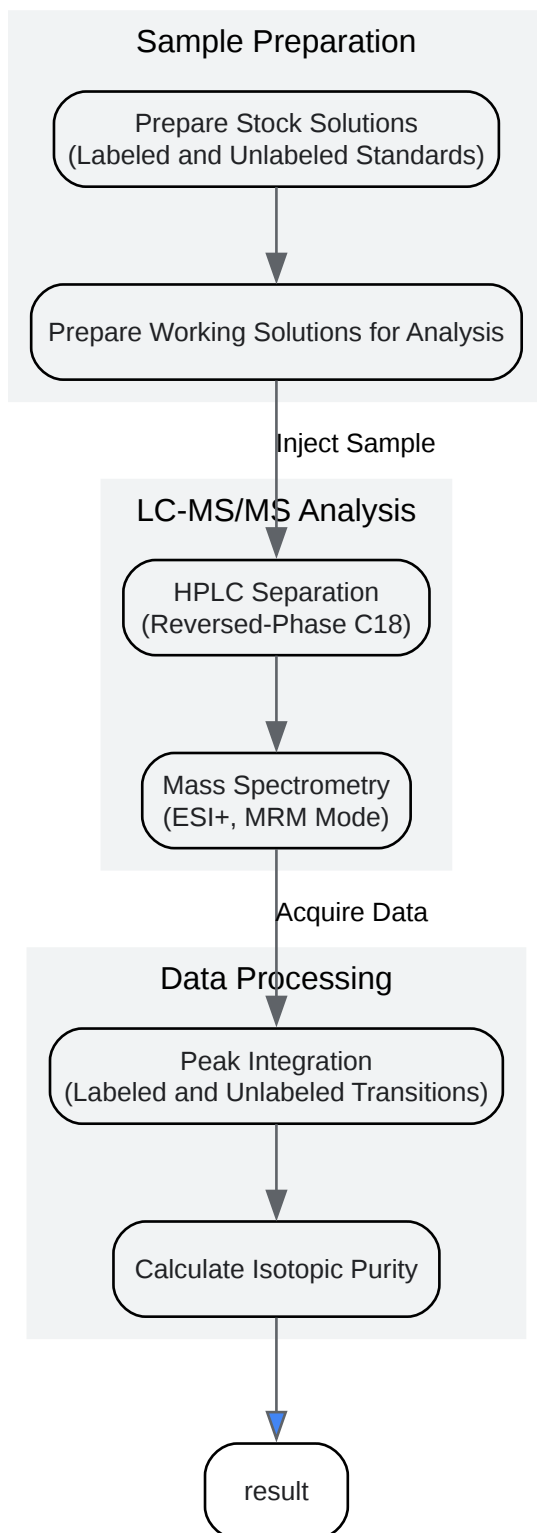 Sample Preparation
Prepare Stock Solutions
(Labeled and Unlabeled Standards)
Prepare Working Solutions for Analysis
Inject Sample
LC-MS/MS Analysis
HPLC Separation
(Reversed-Phase C18)
Mass Spectrometry
(ESI+, MRM Mode)
Acquire Data
Data Processing
Peak Integration
(Labeled and Unlabeled Transitions)
Calculate Isotopic Purity
result